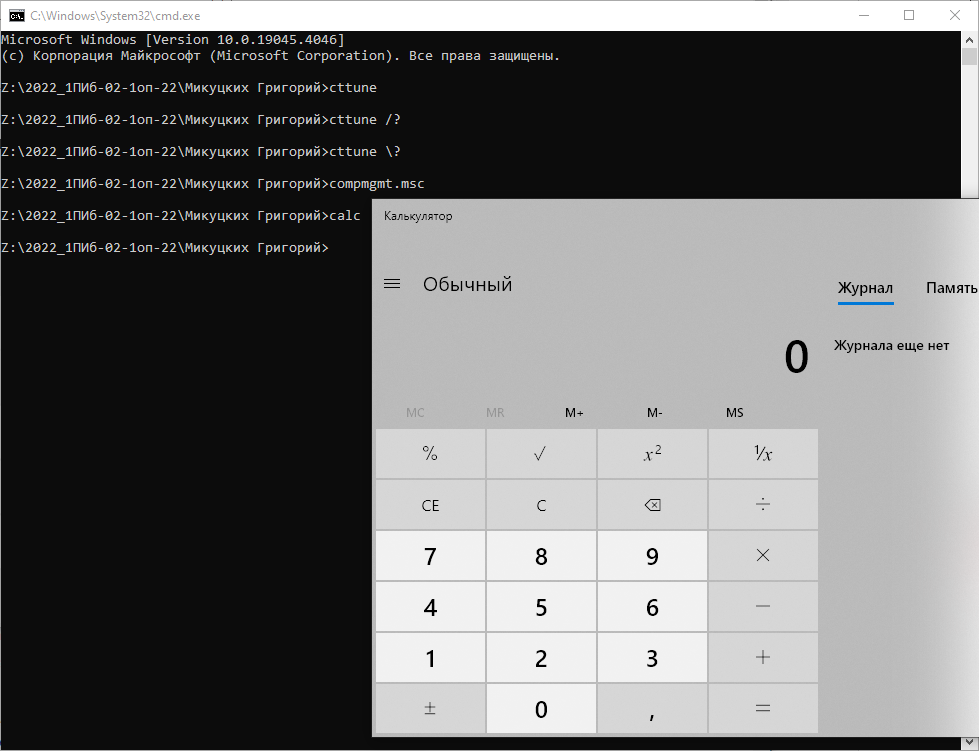 C:\Windows\System32\cmd.exe
Microsoft Windows [Version 10.0.19045.4046]
(c) Корпорация Майкрософт (Microsoft Corporation). Все права защищены.
Z:\2022_1ПИб-02-1оп-22\Микуцких Григорий>cttune
Z:\2022_1ПИб-02-1оп-22\Микуцких Григорий>cttune /?
Z:\2022_1ПИб-02-1оп-22\Микуцких Григорий>cttune \?
Z:\2022_1ПИб-02-1оп-22\Микуцких Григорий>compmgmt.msc
Z:\2022_1ПИб-02-1оп-22\Микуцких Григорий>calc
Z:\2022_1ПИб-02-1оп-22\Микуцких Григорий>
Калькулятор
Обычный
Журнал Память
0
Журнала еще нет
MC MR M+ M- MS
% √ x² ¹/x
CE C ⌫ ÷
7 8 9 ×
4 5 6 −
1 2 3 +
± 0 , =